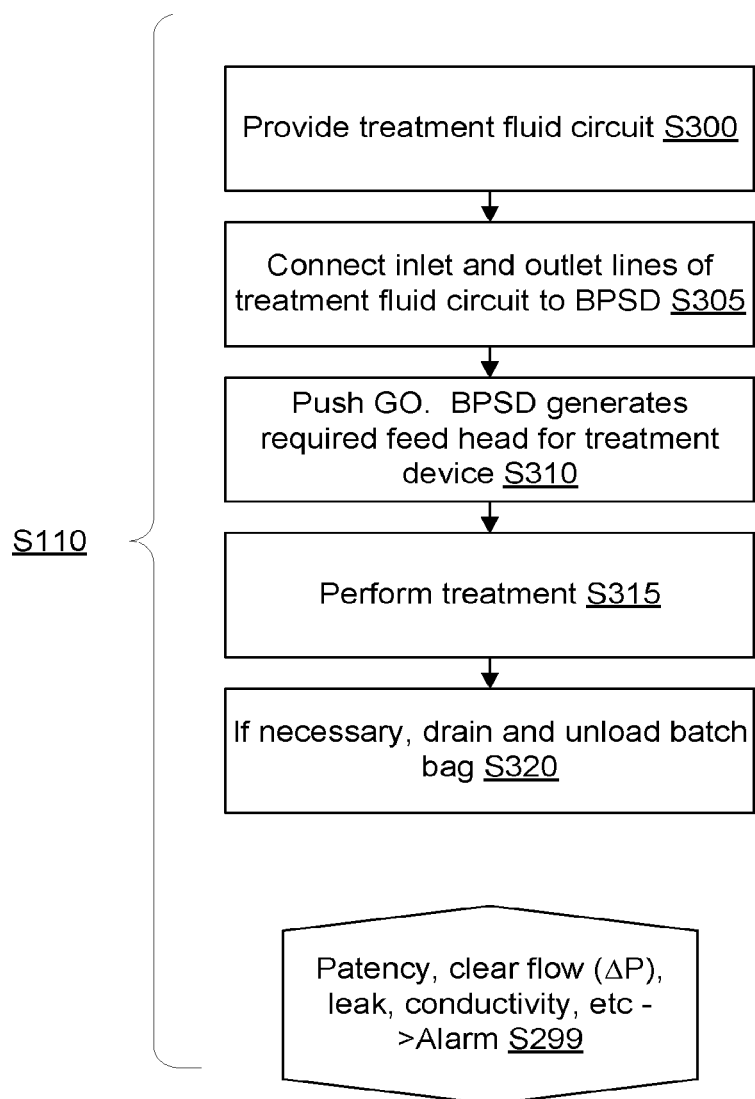 Provide treatment fluid circuit S300
Connect inlet and outlet lines of
treatment fluid circuit to BPSD S305
Push GO. BPSD generates
required feed head for treatment
device S310
S110
Perform treatment S315
If necessary, drain and unload batch
bag S320
Patency, clear flow (ΔP),
leak, conductivity, etc -
>Alarm S299